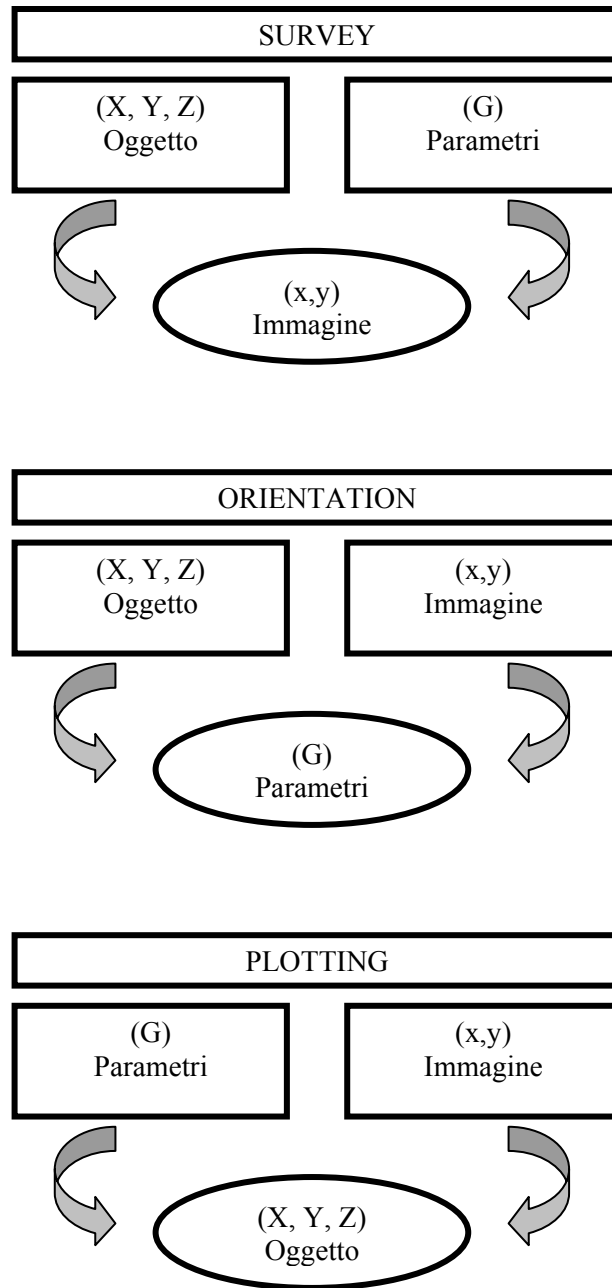 SURVEY
(X, Y, Z)
Oggetto
(G)
Parametri
(x,y)
Immagine
ORIENTATION
(X, Y, Z)
Oggetto
(x,y)
Immagine
(G)
Parametri
PLOTTING
(G)
Parametri
(x,y)
Immagine
(X, Y, Z)
Oggetto